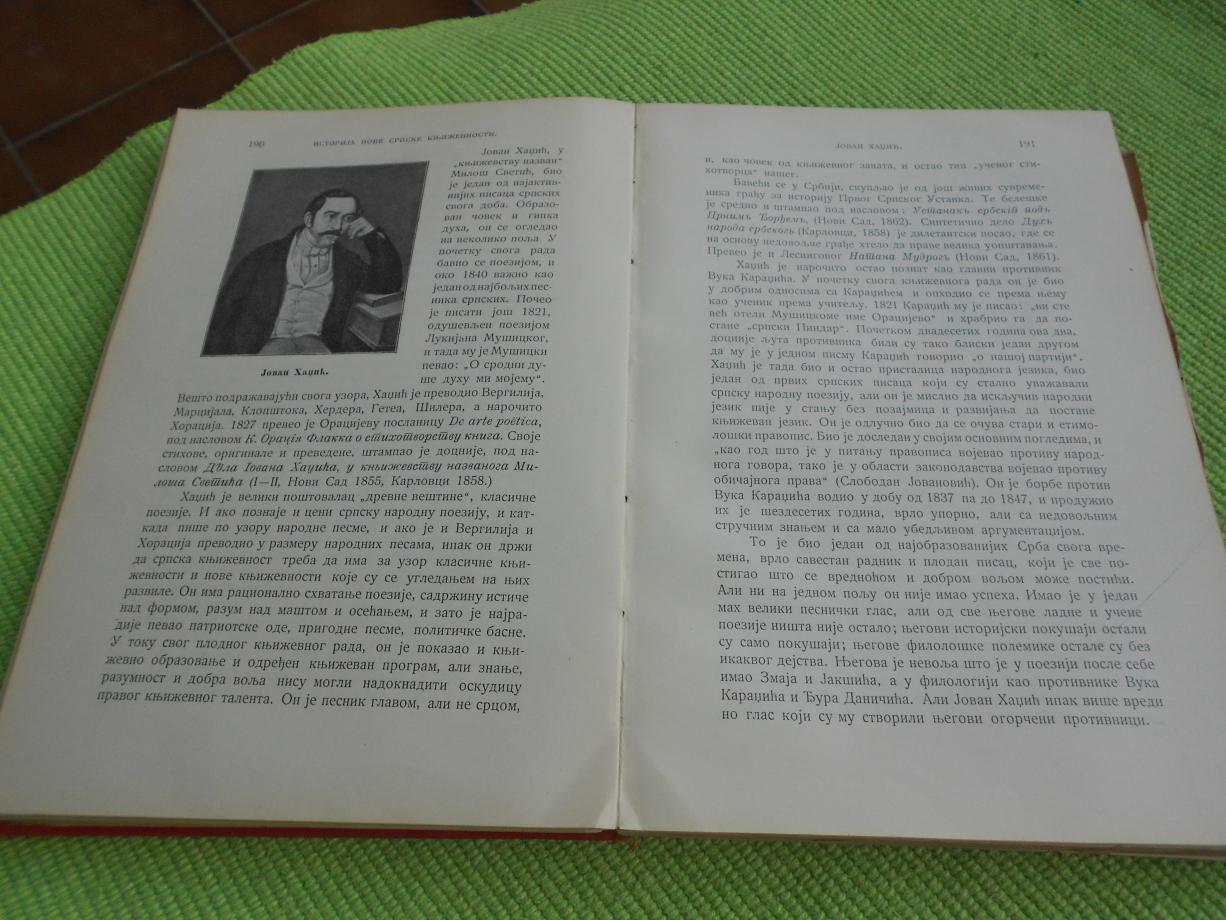 190
ИСТОРИЈА НОВЕ СРПСКЕ КЊИЖЕВНОСТИ.
Јован Хаџић, у
„књижевству назван“
Милош Светић, био
је један од најактив-
нијих писаца српских
свога доба. Образо-
ван човек и гипка
духа, он се огледао
на неколико поља. У
почетку свога рада
бавио се поезијом, и
око 1840 важио као
један од најбољих пес-
ника српских. Почео
је писати још 1821,
одушевљен поезијом
Лукијана Мушицког,
и тада му је Мушицки
певао: „О сродни ду-
ше духу ми мојему“.
Јован Хаџић.
Вешто подражавајући свога узора, Хаџић је преводио Вергилија,
Марцијала, Клопштока, Хердера, Гетеа, Шилера, а нарочито
Хорација. 1827 превео је Орацијеву посланицу De arte poëtica,
под насловом К. Орація Флакка о стихотворству књига. Своје
стихове, оригинале и преведене, штампао је доцније, под на-
словом Дѣла Јована Хаџића, у књижевству названога Ми-
лоша Светића (I—II, Нови Сад 1855, Карловци 1858.)
Хаџић је велики поштовалац „древне вештине“, класичне
поезије. И ако познаје и цени српску народну поезију, и кат-
када пише по узору народне песме, и ако је и Вергилија и
Хорација преводио у размеру народних песама, ипак он држи
да српска књижевност треба да има за узор класичне књи-
жевности и нове књижевности које су се угледањем на њих
развиле. Он има рационално схватање поезије, садржину истиче
над формом, разум над маштом и осећањем, и зато је најра-
дије певао патриотске оде, пригодне песме, политичке басне.
У току свог плодног књижевног рада, он је показао и књи-
жевно образовање и одређен књижеван програм, али знање,
разумност и добра воља нису могли надокнадити оскудицу
правог књижевног талента. Он је песник главом, али не срцом,
ЈОВАН ХАЏИЋ.
191
и, као човек од књижевног заната, и остао тип „ученог сти-
хотворца“ нашег.
Бавећи се у Србији, скупљао је од још живих сувреме-
ника грађу за историју Првог Српског Устанка. Те белешке
је средио и штампао под насловом: Устанакъ србскій подъ
Црнимъ Ђорђемъ, (Нови Сад, 1862). Синтетично дело Духъ
народа србскогъ (Карловци, 1858) је дилетантски посао, где се
на основу недовољне грађе хтело да праве велика уопштавања.
Превео је и Лесинговог Натана Мудрогъ (Нови Сад, 1861).
Хаџић је нарочито остао познат као главни противник
Вука Караџића. У почетку свога књижевнога рада он је био
у добрим односима са Караџићем и опходио се према њему
као ученик према учитељу. 1821 Караџић му је писао: „ви сте
већ отели Мушицкоме име Орацијево“ и храбрио га да по-
стане „српски Пиндар“. Почетком двадесетих година ова два,
доцније љута противника били су тако блиски један другом
да му је у једном писму Караџић говорио „о нашој партији“.
Хаџић је тада био и остао присталица народнога језика, био
један од првих српских писаца који су стално уважавали
српску народну поезију, али он је мислио да искључив народни
језик није у стању без позајмица и развијања да постане
књижеван језик. Он је одлучно био да се очува стари и етимо-
лошки правопис. Био је доследан у својим основним погледима, и
„као год што је у питању правописа војевао противу народ-
нога говора, тако је у области законодавства војевао противу
обичајнога права“ (Слободан Јовановић). Он је борбе против
Вука Караџића водио у добу од 1837 па до 1847, и продужио
их је шездесетих година, врло упорно, али са недовољним
стручним знањем и са мало убедљивом аргументацијом.
То је био један од најобразованијих Срба свога вре-
мена, врло савестан радник и плодан писац, који је све по-
стигао што се вредноћом и добром вољом може постићи.
Али ни на једном пољу он није имао успеха. Имао је у један
мах велики песнички глас, али од све његове ладне и учене
поезије ништа није остало; његови историјски покушаји остали
су само покушаји; његове филолошке полемике остале су без
икаквог дејства. Његова је невоља што је у поезији после себе
имао Змаја и Јакшића, а у филологији као противнике Вука
Караџића и Ђура Даничића. Али Јован Хаџић ипак више вреди
но глас који су му створили његови огорчени противници.